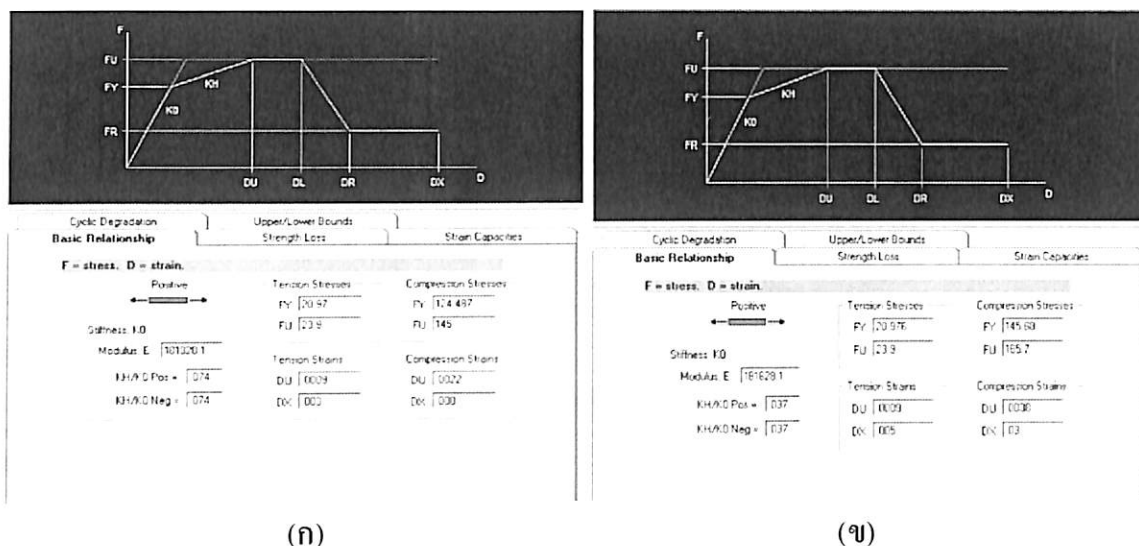 F
FU
FY
KH
K0
FR
DU DL DR DX
D
Cyclic Degradation Upper/Lower Bounds
Basic Relationship Strength Loss Strain Capacities
F = stress, D = strain.
Positive
Tension Stresses Compression Stresses
FY 20.97 FY 124.487
FU 23.9 FU 145
Stiffness K0
Modulus E
KH/K0 Pos = .074
KH/K0 Neg = .074
Tension Strains Compression Strains
DU .0009 DU .0022
DX .003 DX
(ก)
F
FU
FY
KH
K0
FR
DU DL DR DX
D
Cyclic Degradation Upper/Lower Bounds
Basic Relationship Strength Loss Strain Capacities
F = stress, D = strain.
Positive
Tension Stresses Compression Stresses
FY 20.976 FY 145.68
FU 23.9 FU 165.7
Stiffness K0
Modulus E 181628.1
KH/K0 Pos = .037
KH/K0 Neg = .037
Tension Strains Compression Strains
DU .0009 DU
DX .005 DX .03
(ข)